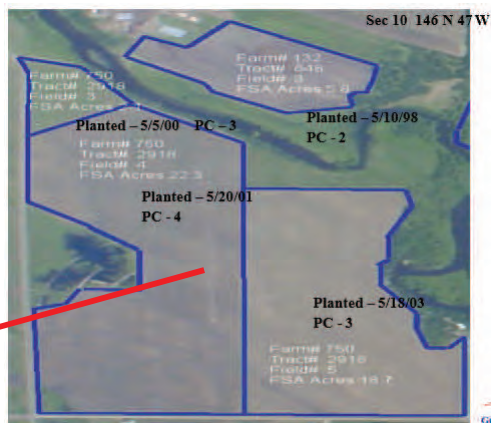 Sec 10 146 N 47 W
Farm# 132
Tract# 648
Field# 3
FSA Acres 5.8
Farm# 750
Tract# 2918
Field# 3
FSA Acres
Planted – 5/5/00 PC – 3
Planted – 5/10/98
PC - 2
Farm# 750
Tract# 2918
Field# 4
FSA Acres 22.3
Planted – 5/20/01
PC - 4
Planted – 5/18/03
PC - 3
Farm# 750
Tract# 2918
Field# 5
FSA Acres 18.7